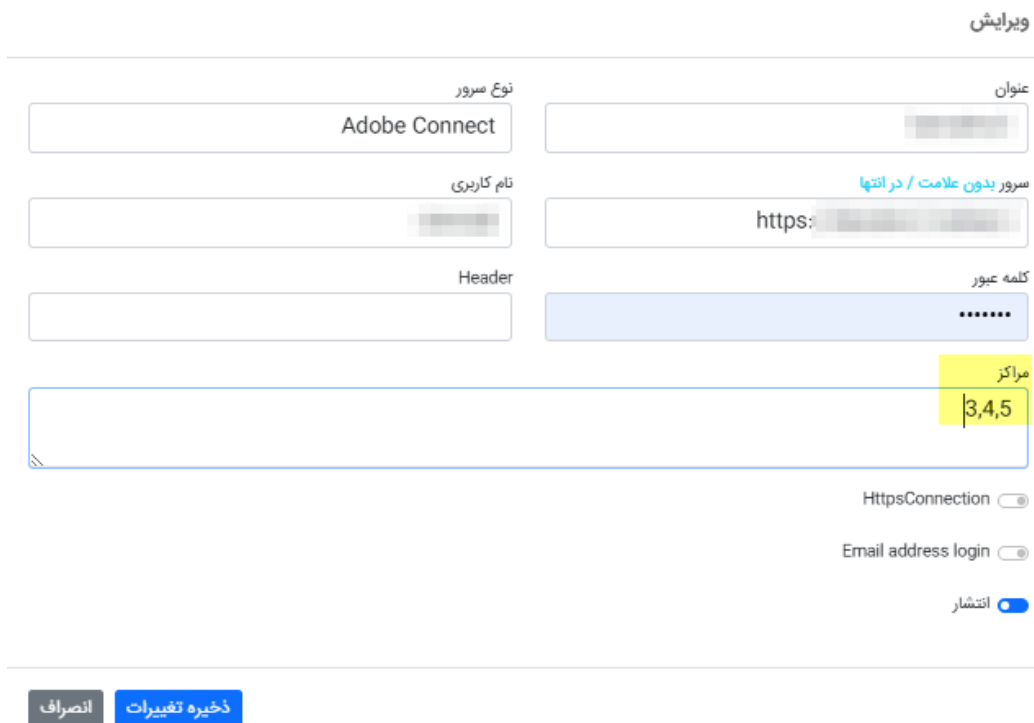 ویرایش
عنوان
نوع سرور
Adobe Connect
سرور بدون علامت / در انتها
نام کاربری
https:
کلمه عبور
Header
•••••••
مراکز
3,4,5
HttpsConnection
Email address login
انتشار
ذخیره تغییرات
انصراف